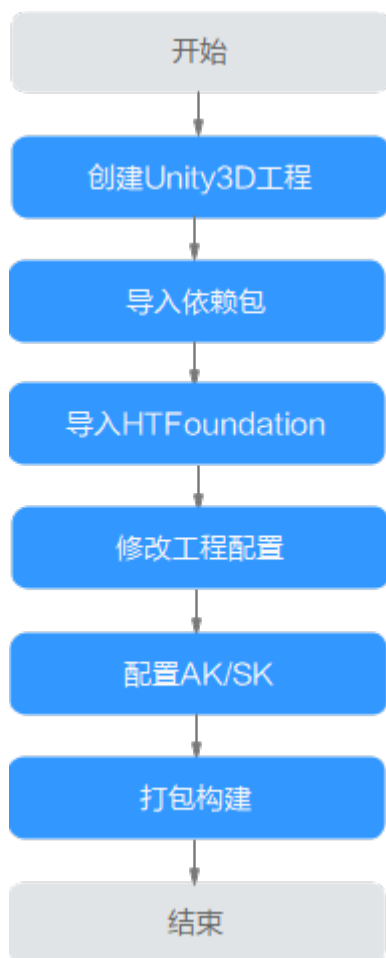 开始
创建Unity3D工程
导入依赖包
导入HTFoundation
修改工程配置
配置AK/SK
打包构建
结束